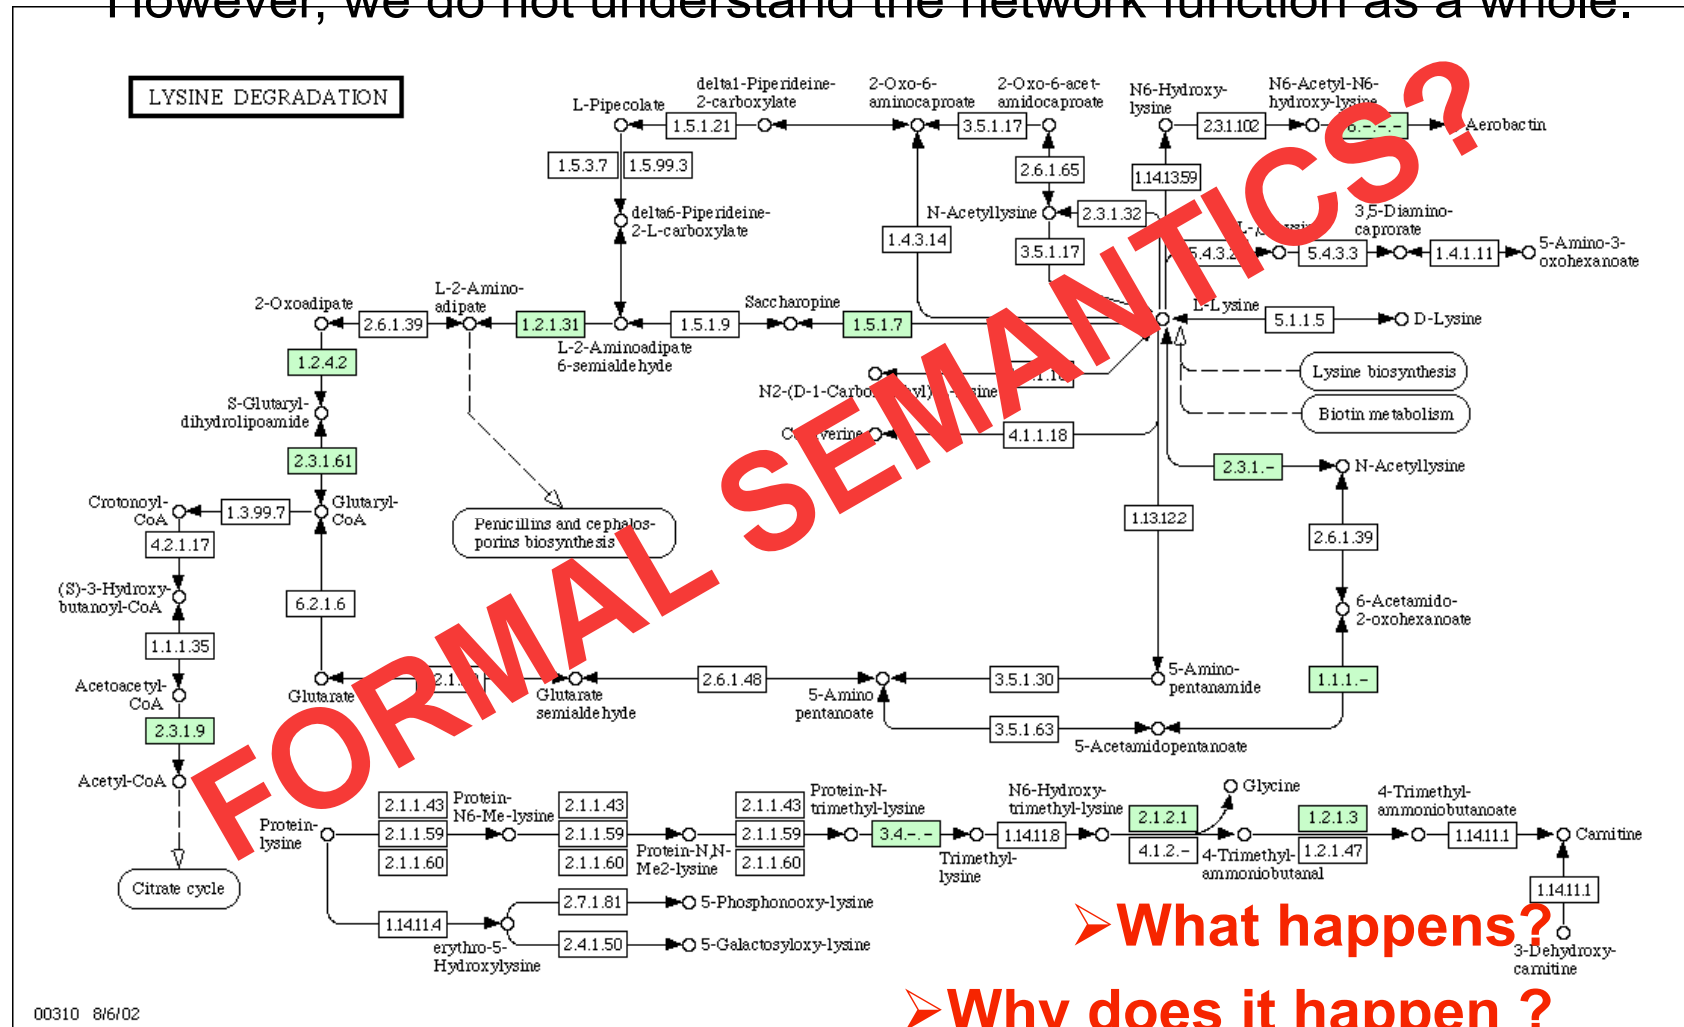 However, we do not understand the network function as a whole.
LYSINE DEGRADATION
L-Pipecolate
delta1-Piperideine-
2-carboxylate
2-Oxo-6-
aminocaproate
2-Oxo-6-acet-
amidocaproate
N6-Hydroxy-
lysine
N6-Acetyl-N6-
hydroxy-lysine
1.5.1.21
3.5.1.17
2.3.1.102
6.-.-.-
Aerobactin
1.5.3.7
1.5.99.3
2.6.1.65
1.14.13.59
delta6-Piperideine-
2-L-carboxylate
N-Acetyllysine
2.3.1.32
1.4.3.14
3.5.1.17
3,5-Diamino-
caprorate
5.4.3.2
5.4.3.3
1.4.1.11
5-Amino-3-
oxohexanoate
2-Oxoadipate
L-2-Amino-
adipate
Saccharopine
L-Lysine
2.6.1.39
1.2.1.31
1.5.1.9
1.5.1.7
5.1.1.5
D-Lysine
L-2-Aminoadipate
6-semialdehyde
1.2.4.2
Lysine biosynthesis
Biotin metabolism
S-Glutaryl-
dihydrolipoamide
4.1.1.18
2.3.1.61
2.3.1.-
N-Acetyllysine
Crotonoyl-
CoA
1.3.99.7
Glutaryl-
CoA
Penicillins and cephalos-
porins biosynthesis
1.13.12.2
2.6.1.39
4.2.1.17
(S)-3-Hydroxy-
butanoyl-CoA
6.2.1.6
6-Acetamido-
2-oxohexanoate
1.1.1.35
Acetoacetyl-
CoA
Glutarate
Glutarate
semialdehyde
2.6.1.48
5-Amino
pentanoate
3.5.1.30
5-Amino-
pentanamide
1.1.1.-
2.3.1.9
3.5.1.63
5-Acetamidopentanoate
Acetyl-CoA
FORMAL SEMANTICS?
Citrate cycle
Protein-
lysine
2.1.1.43
2.1.1.59
2.1.1.60
Protein-
N6-Me-lysine
2.1.1.43
2.1.1.59
2.1.1.60
Protein-N,N-
Me2-lysine
2.1.1.43
2.1.1.59
2.1.1.60
Protein-N-
trimethyl-lysine
3.4.-.-
Trimethyl-
lysine
1.14.11.8
N6-Hydroxy-
trimethyl-lysine
2.1.2.1
4.1.2.-
Glycine
4-Trimethyl-
ammoniobutanal
1.2.1.3
1.2.1.47
4-Trimethyl-
ammoniobutanoate
1.14.11.1
Carnitine
1.14.11.1
3-Dehydroxy-
carnitine
1.14.11.4
erythro-5-
Hydroxylysine
2.7.1.81
5-Phosphonooxy-lysine
2.4.1.50
5-Galactosyloxy-lysine
➢What happens?
➢Why does it happen ?
00310 8/6/02